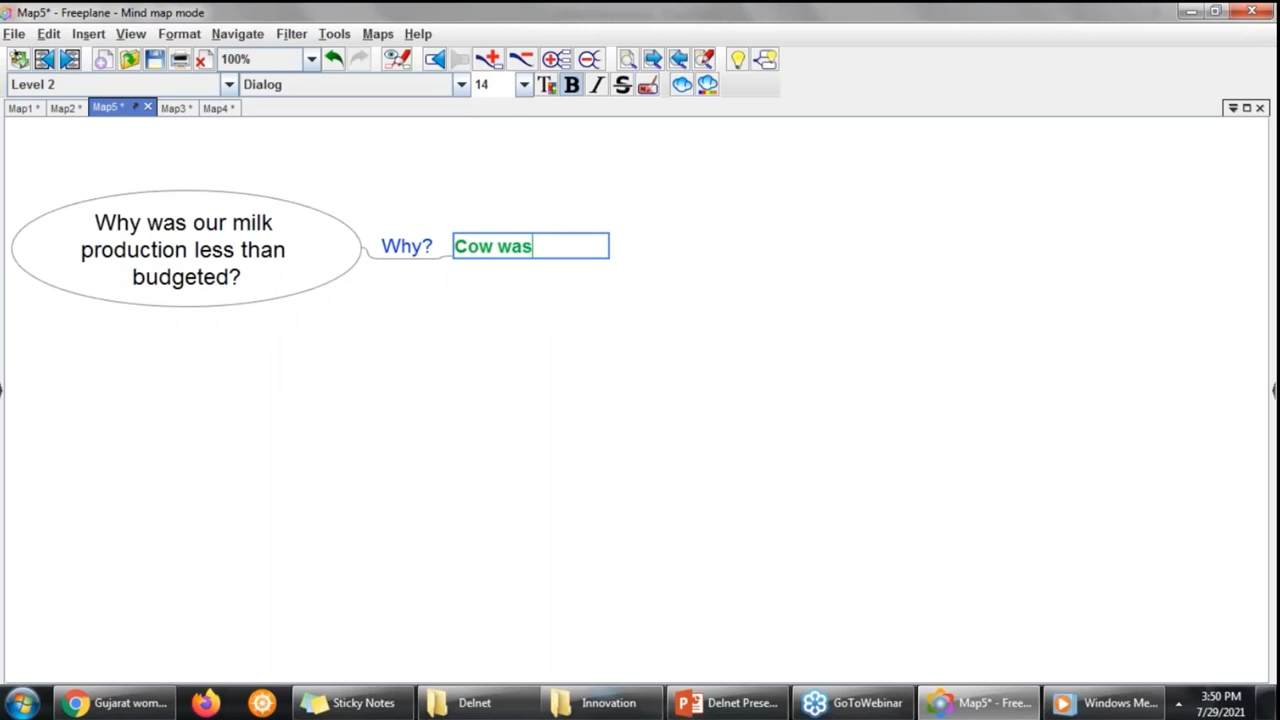 Map5* - Freeplane - Mind map mode
File Edit Insert View Format Navigate Filter Tools Maps Help
100%
Level 2 Dialog 14 B I S
Map1 * Map2 * Map5 * Map3 * Map4 *
Why was our milk
production less than
budgeted?
Why?
Cow was
Gujarat wom... Sticky Notes Delnet Innovation Delnet Prese... GoToWebinar Map5* - Free... Windows Me...
3:50 PM
7/29/2021